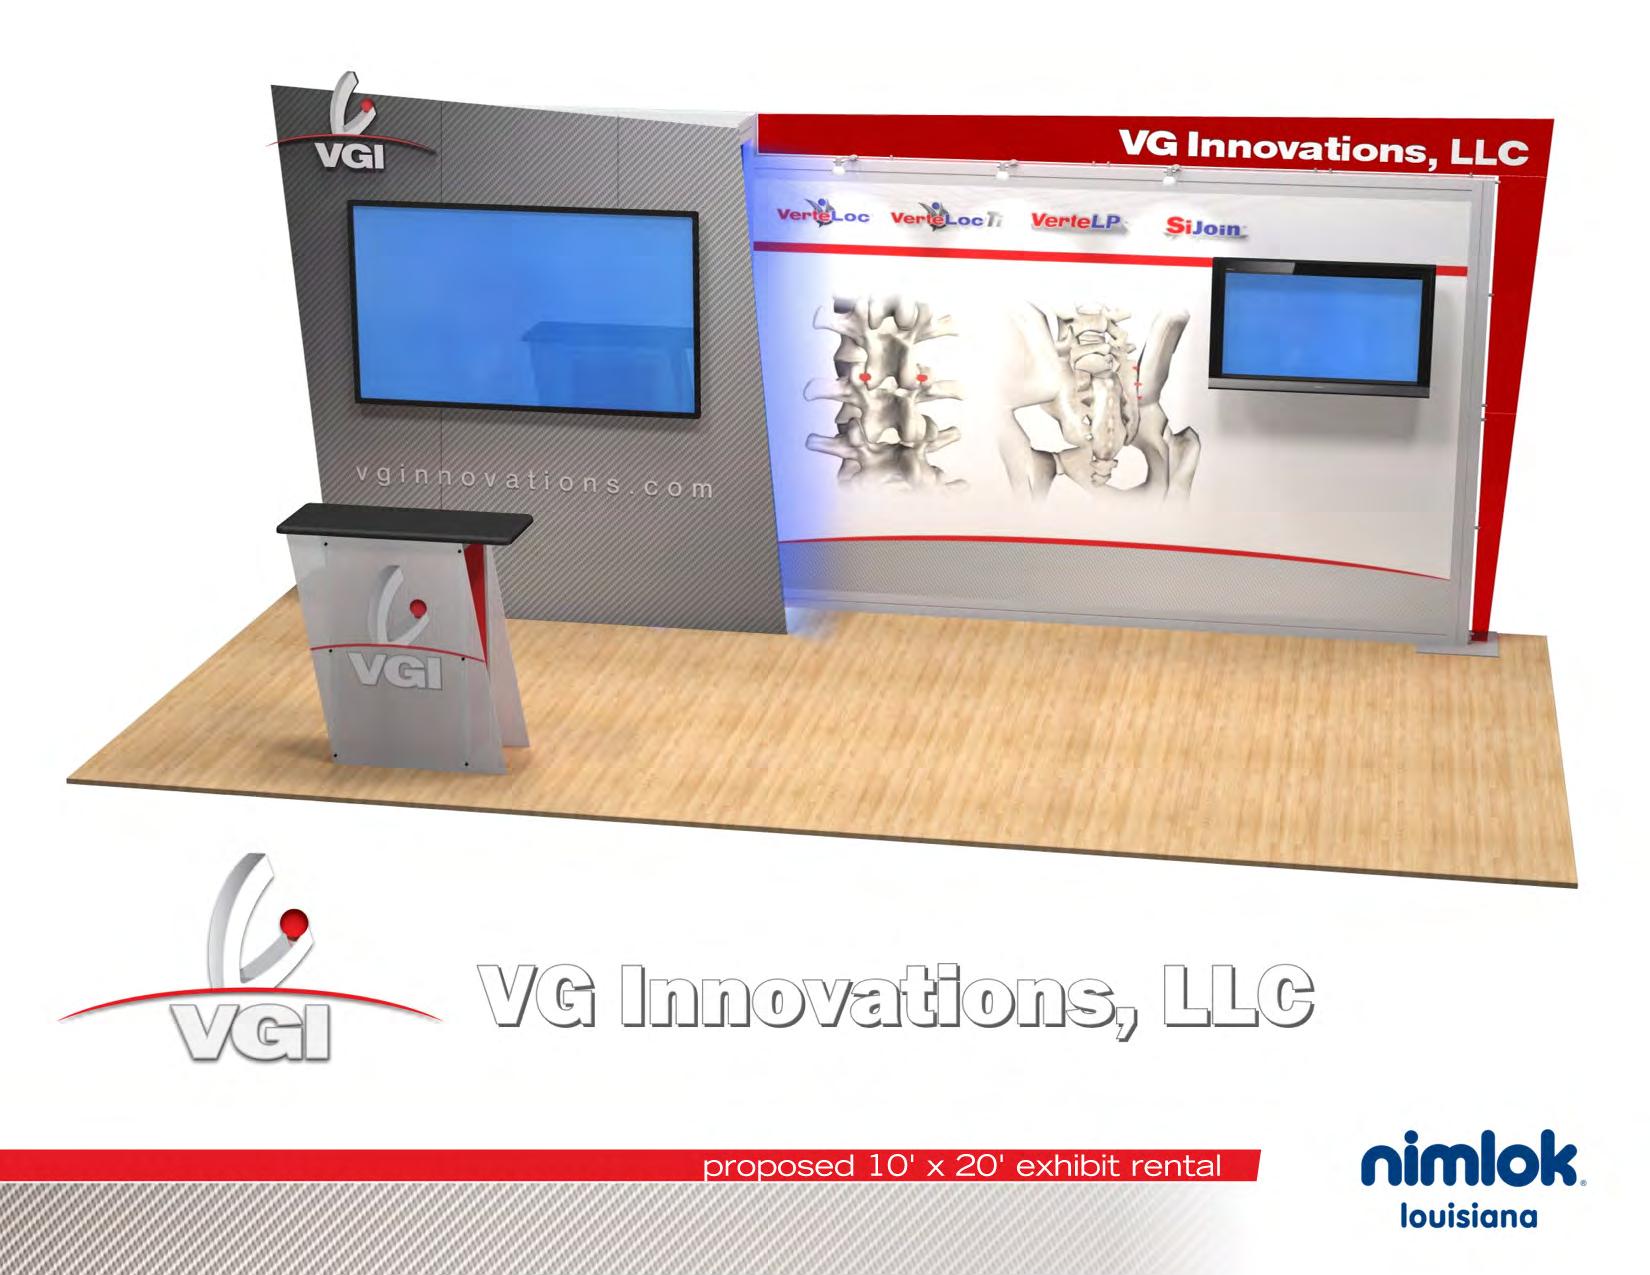 VGI
VG Innovations, LLC
VerteLoc VerteLocTi VerteLP SiJoin
vginnovations.com
VGI
VGI
VG Innovations, LLC
proposed 10' x 20' exhibit rental
nimlok®
louisiana